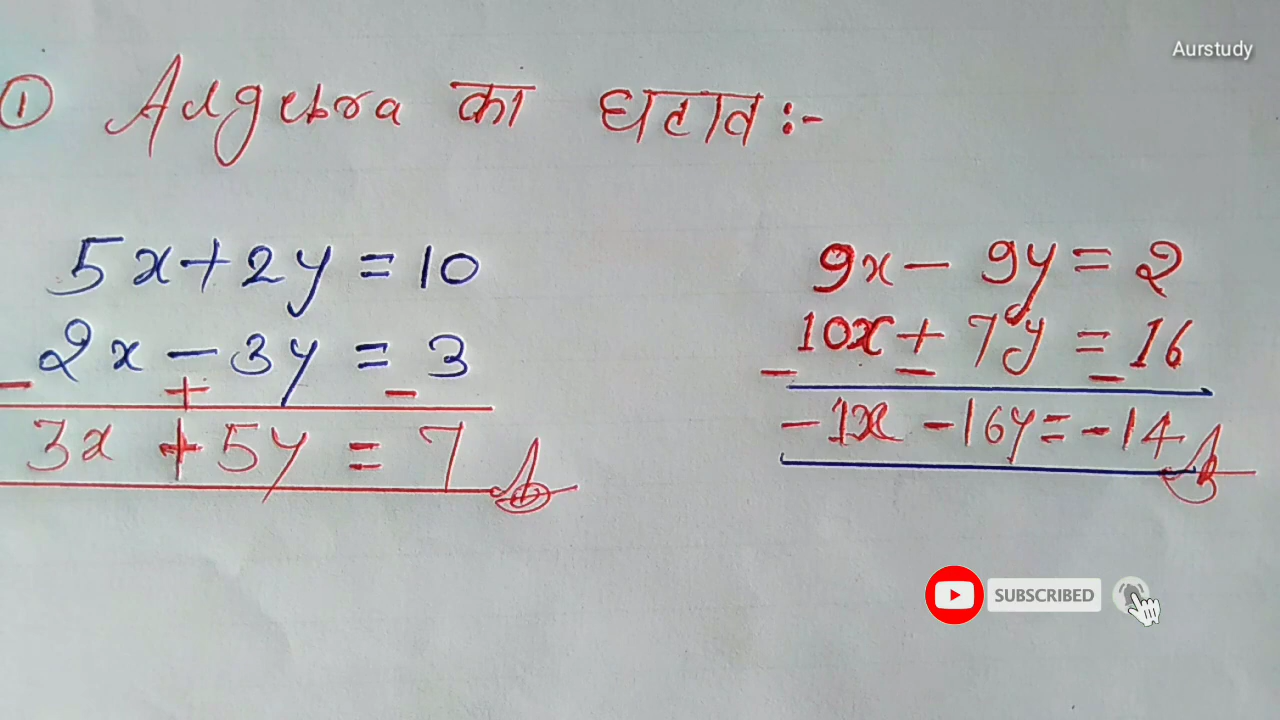 Aurstudy
① Algebra का घटाव :-
5x + 2y = 10
2x - 3y = 3
- + -
3x + 5y = 7
9x - 9y = 2
10x + 7y = 16
- - -
-1x - 16y = -14
SUBSCRIBED